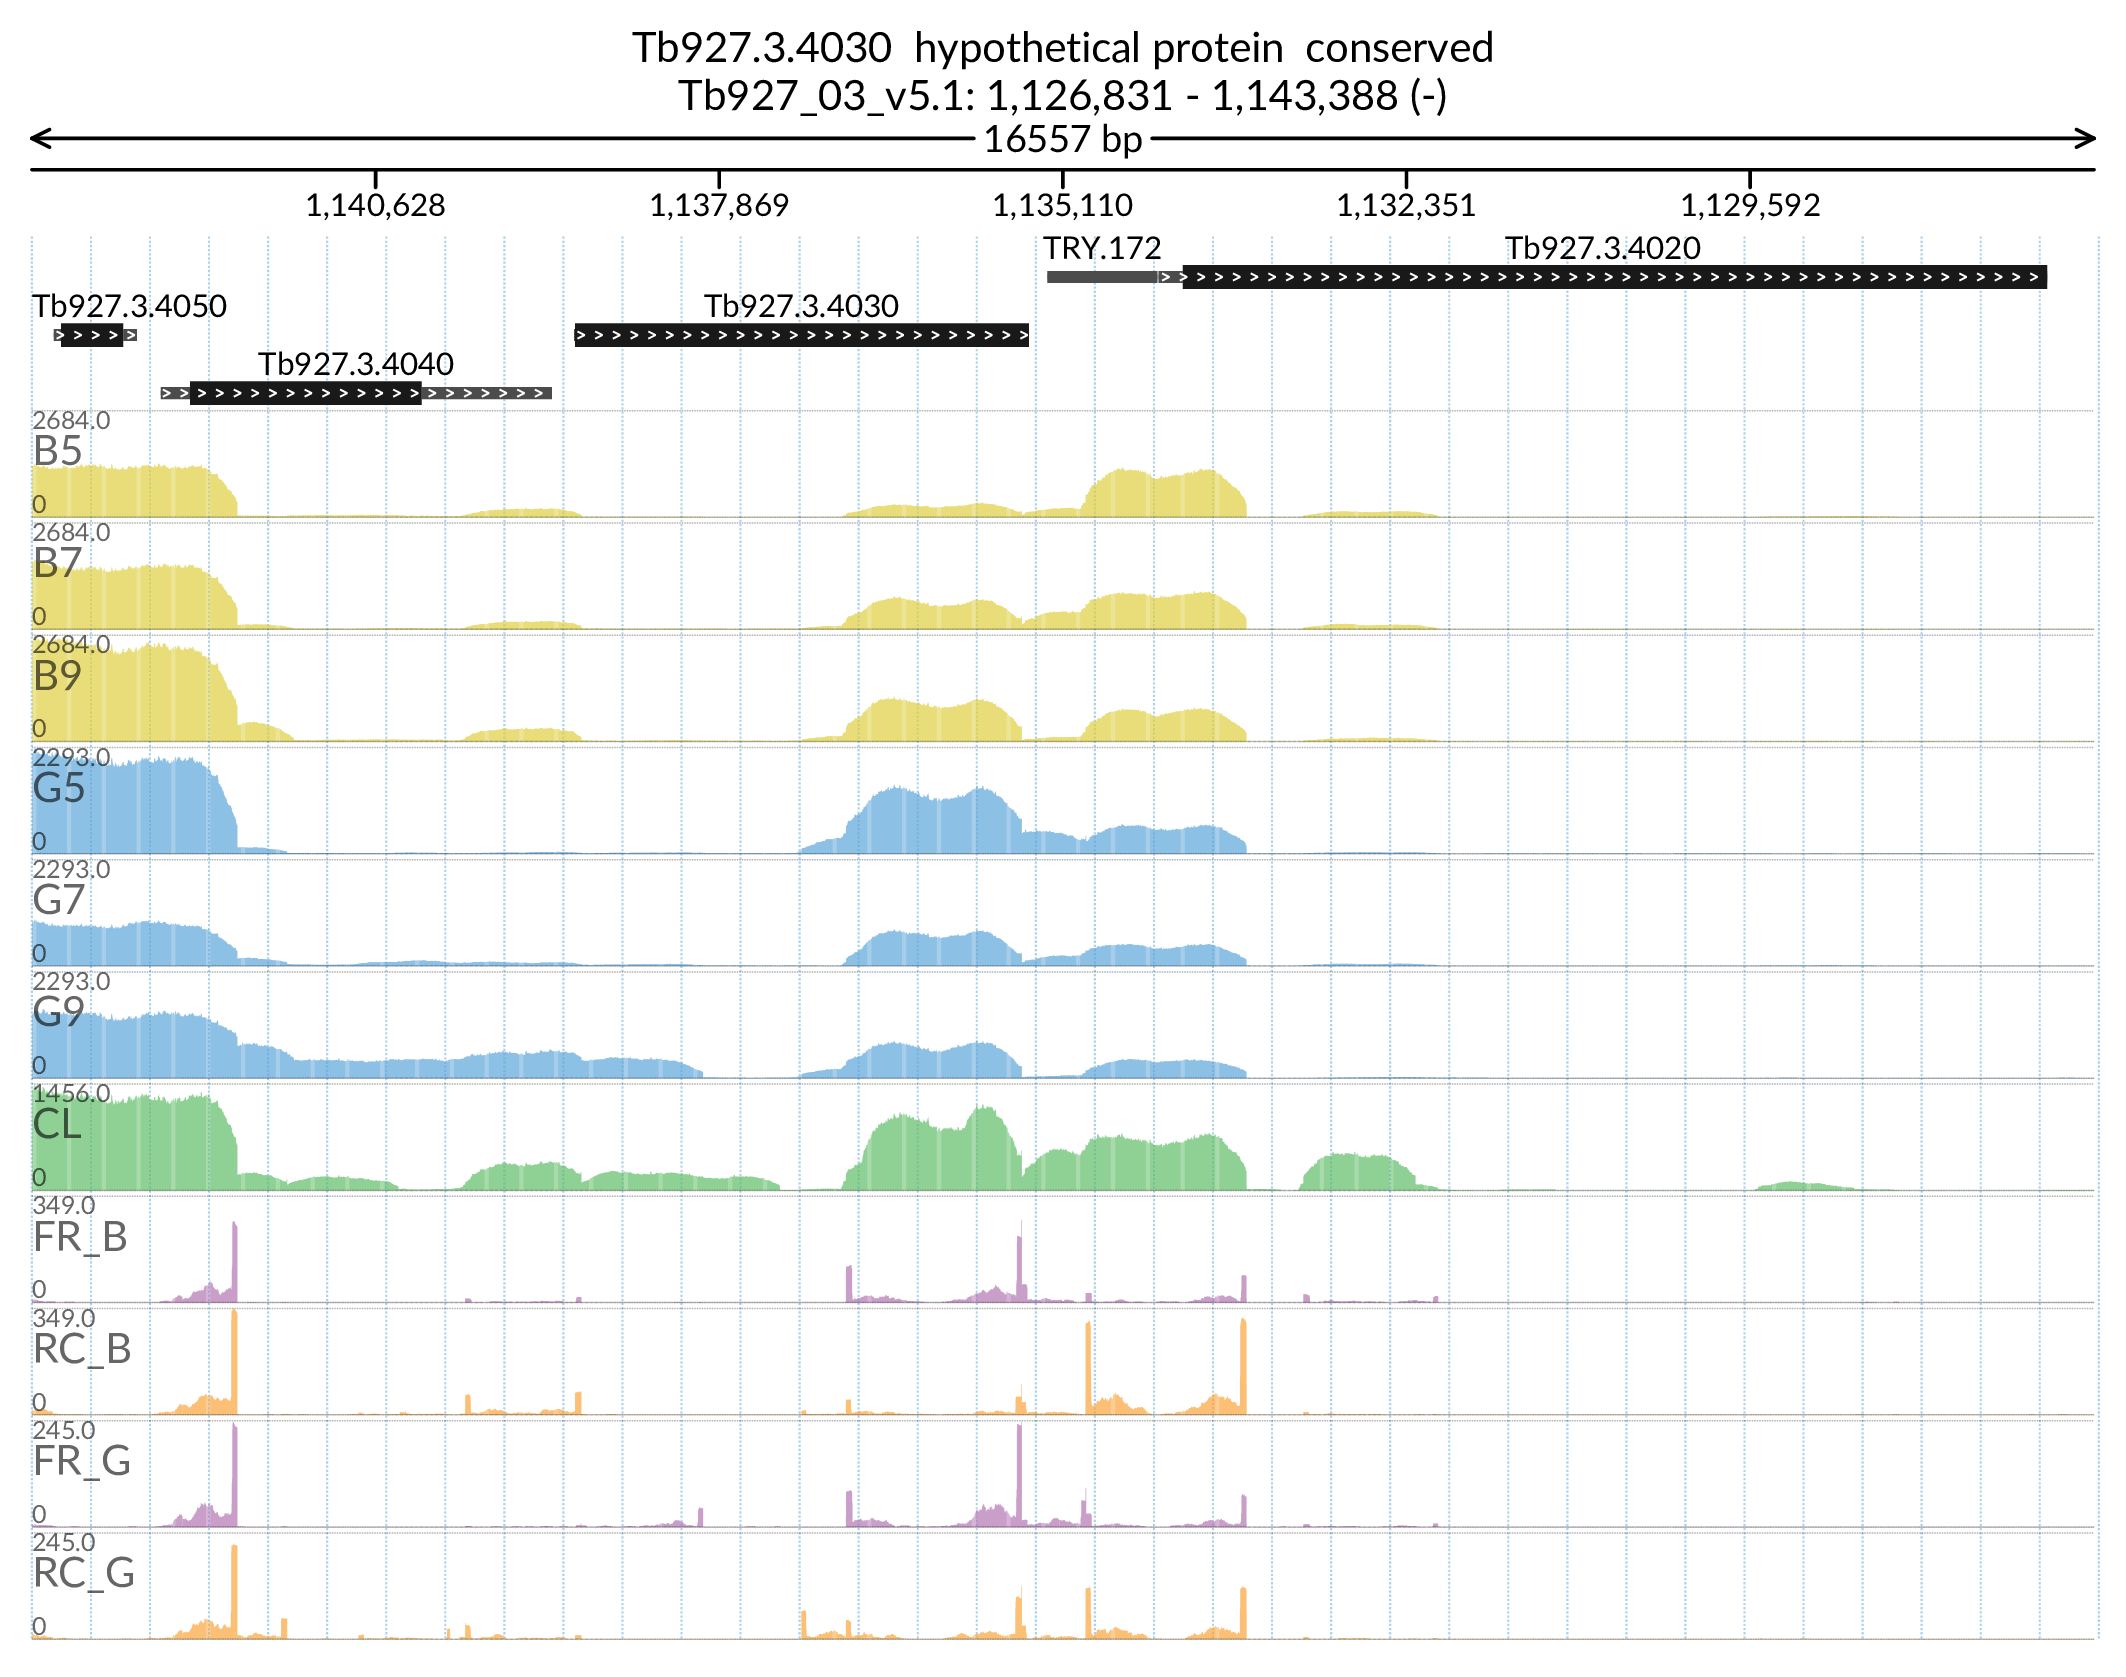 Tb927.3.4030  hypothetical protein  conserved
Tb927_03_v5.1: 1,126,831 - 1,143,388 (-)
16557 bp
1,140,628 1,137,869 1,135,110 1,132,351 1,129,592
TRY.172 Tb927.3.4020
Tb927.3.4050 Tb927.3.4030
Tb927.3.4040
2684.0
B5
0
2684.0
B7
0
2684.0
B9
0
2293.0
G5
0
2293.0
G7
0
2293.0
G9
0
1456.0
CL
0
349.0
FR_B
0
349.0
RC_B
0
245.0
FR_G
0
245.0
RC_G
0